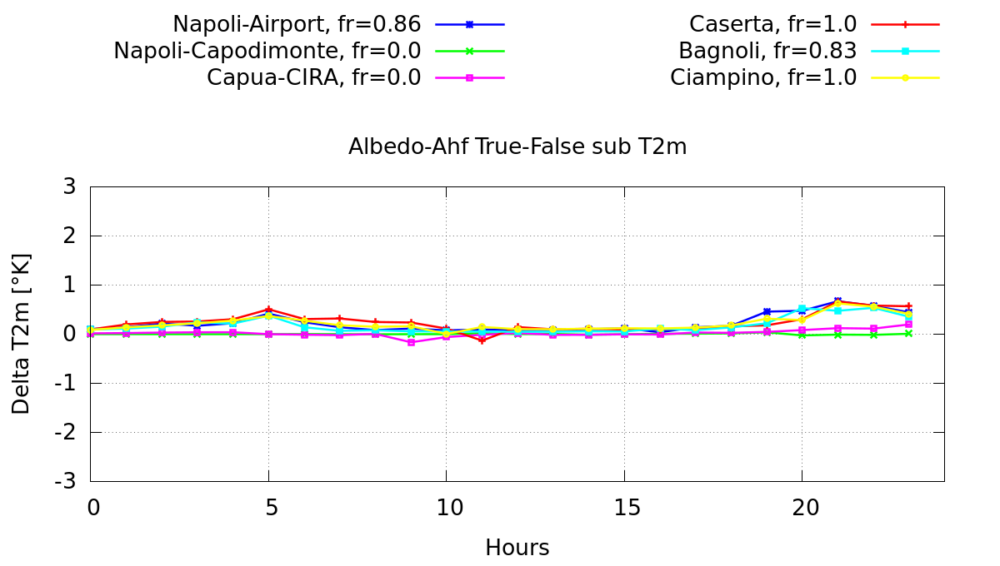 Napoli-Airport, fr=0.86
Napoli-Capodimonte, fr=0.0
Capua-CIRA, fr=0.0
Caserta, fr=1.0
Bagnoli, fr=0.83
Ciampino, fr=1.0
Albedo-Ahf True-False sub T2m
Delta T2m [°K]
3
2
1
0
-1
-2
-3
0 5 10 15 20
Hours